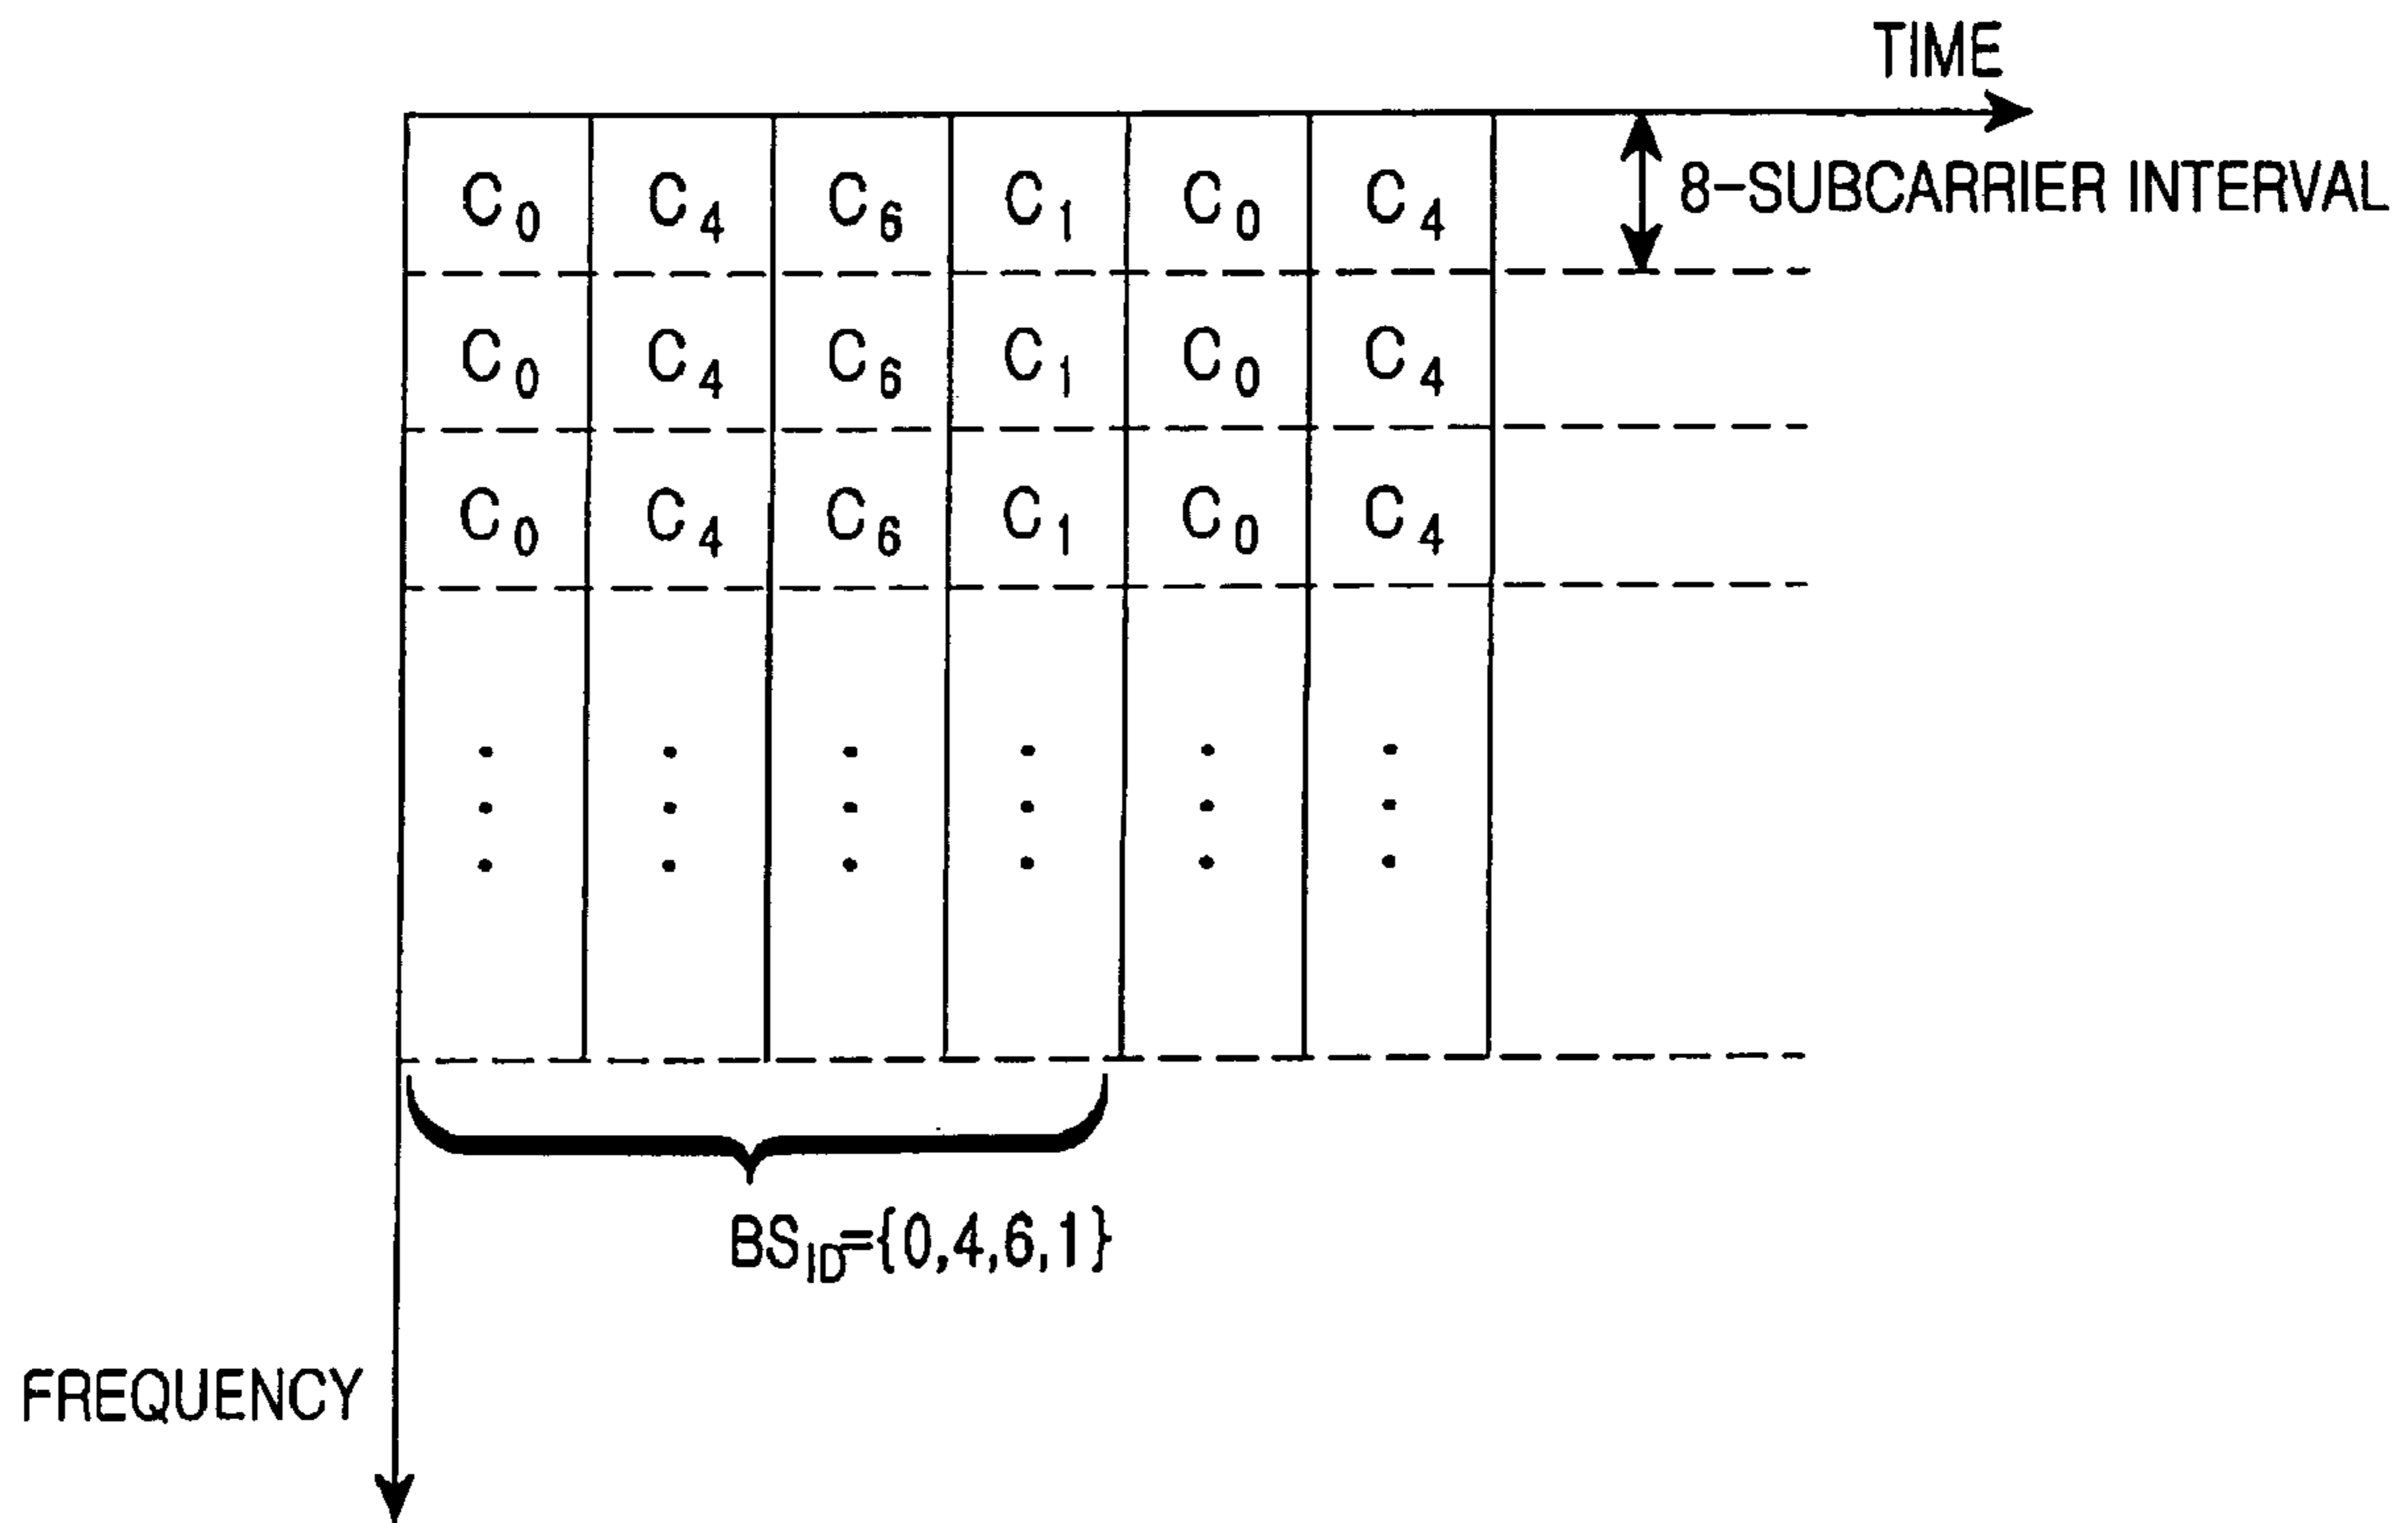 TIME
C0 C4 C6 C1 C0 C4
8-SUBCARRIER INTERVAL
C0 C4 C6 C1 C0 C4
C0 C4 C6 C1 C0 C4
BSID={0,4,6,1}
FREQUENCY